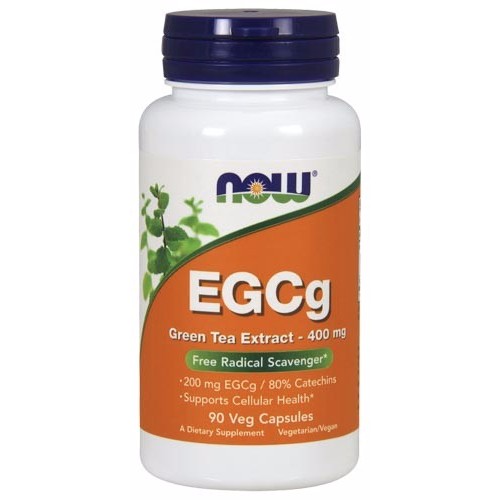 NOW
EGCg
Green Tea Extract - 400 mg
Free Radical Scavenger*
• 200 mg EGCg / 80% Catechins
• Supports Cellular Health*
90 Veg Capsules
A Dietary Supplement Vegetarian/Vegan